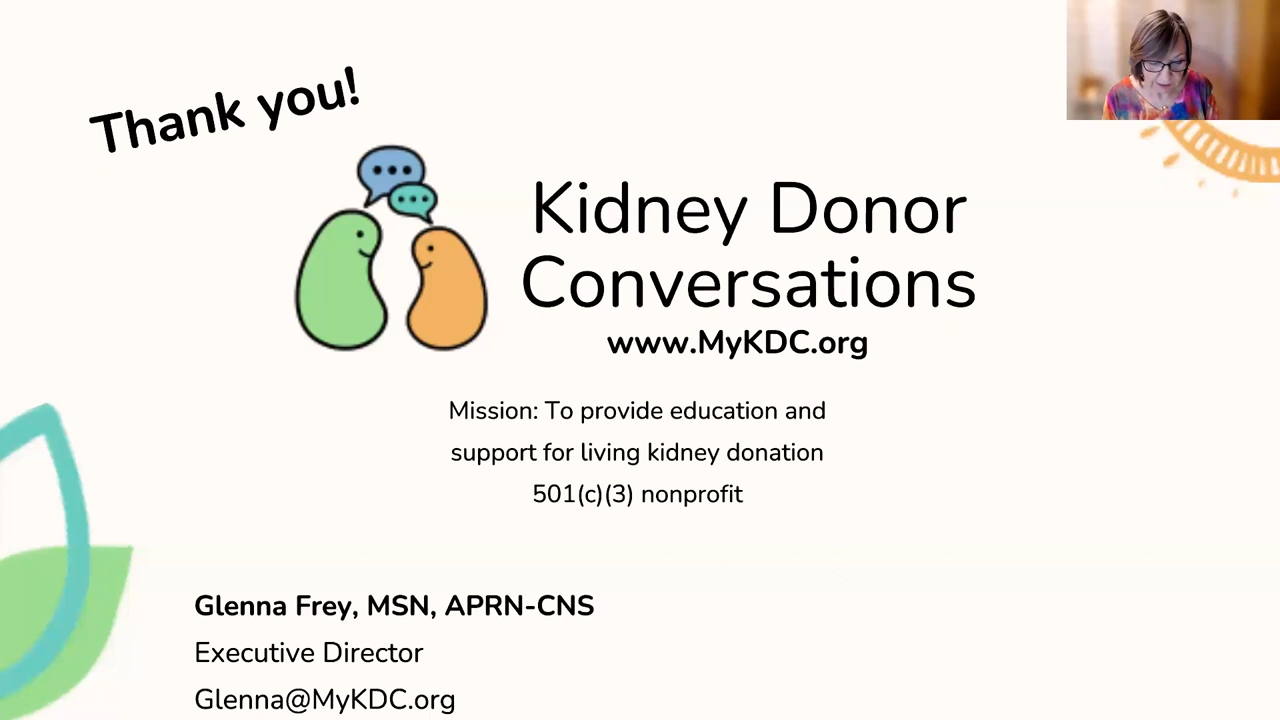 Thank you!
Kidney Donor
Conversations
www.MyKDC.org
Mission: To provide education and
support for living kidney donation
501(c)(3) nonprofit
Glenna Frey, MSN, APRN-CNS
Executive Director
Glenna@MyKDC.org